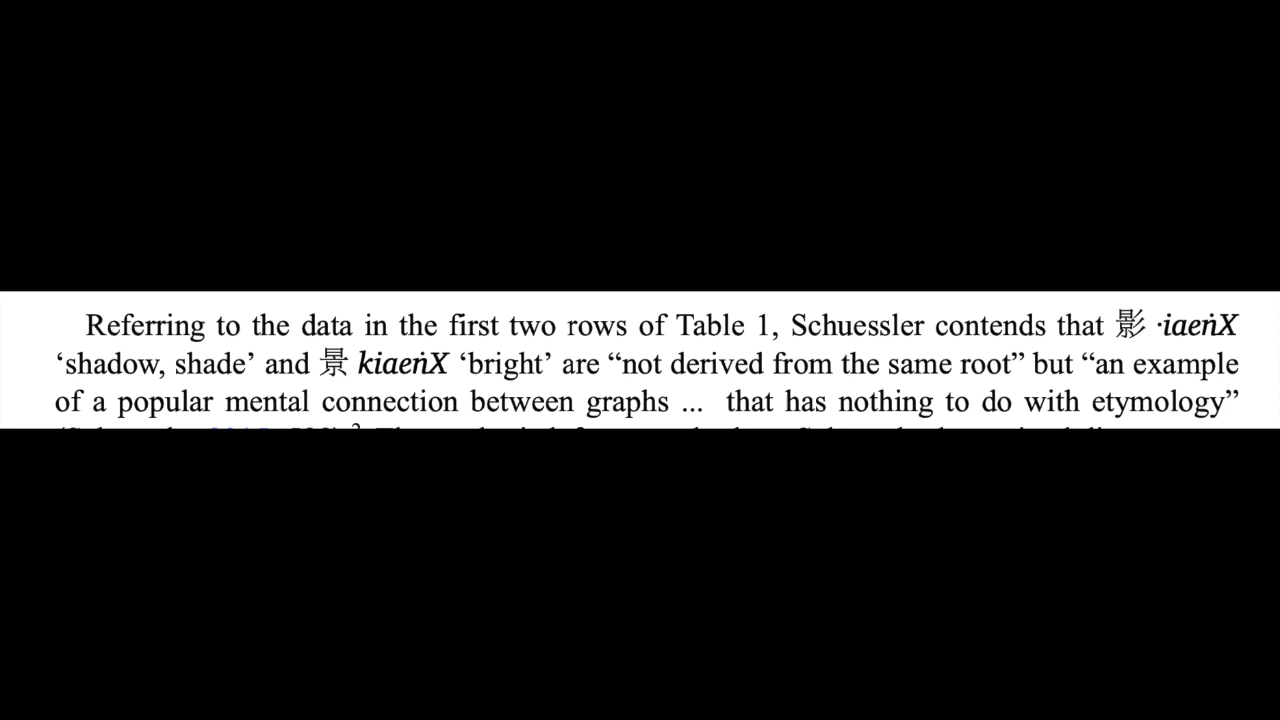 Referring to the data in the first two rows of Table 1, Schuessler contends that 影 ·iaeṅX
‘shadow, shade’ and 景 kiaeṅX ‘bright’ are “not derived from the same root” but “an example
of a popular mental connection between graphs ... that has nothing to do with etymology”